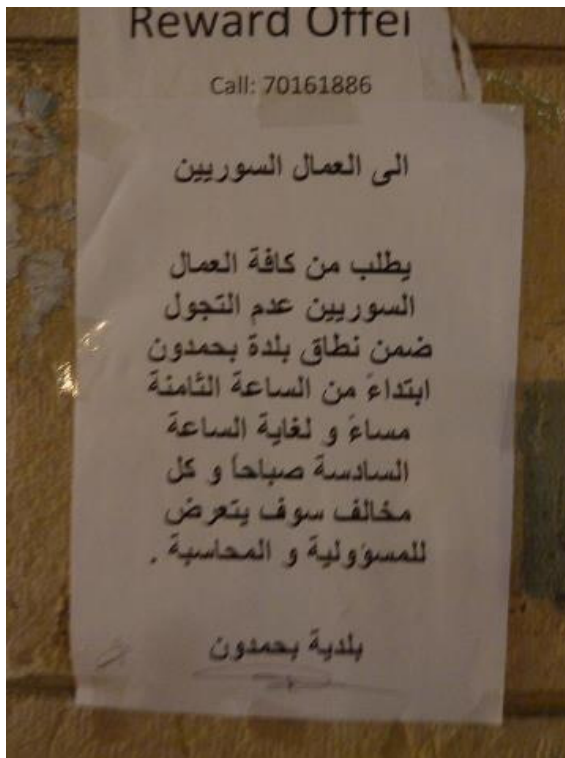 Reward Offer
Call: 70161886
الى العمال السوريين
يطلب من كافة العمال
السوريين عدم التجول
ضمن نطاق بلدة بحمدون
ابتداءً من الساعة الثامنة
مساءً و لغاية الساعة
السادسة صباحاً و كل
مخالف سوف يتعرض
للمسؤولية و المحاسبة .
بلدية بحمدون